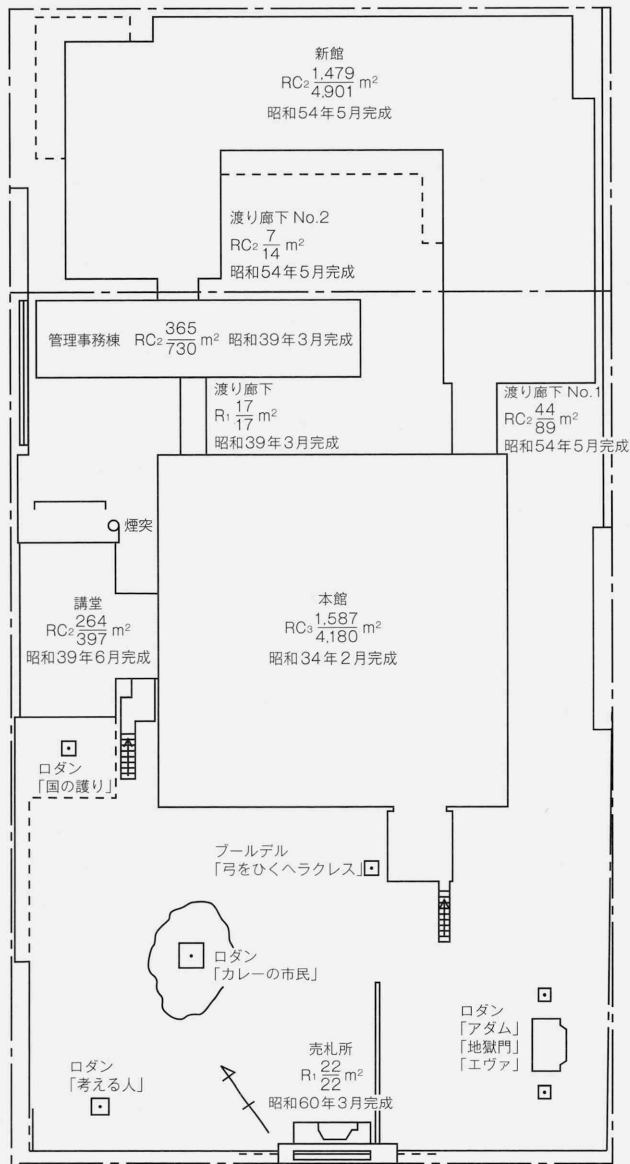 新館
RC₂ 1,479/4,901 m²
昭和54年5月完成
渡り廊下 No.2
RC₂ 7/14 m²
昭和54年5月完成
管理事務棟 RC₂ 365/730 m² 昭和39年3月完成
渡り廊下
R₁ 17/17 m²
昭和39年3月完成
渡り廊下 No.1
RC₂ 44/89 m²
昭和54年5月完成
煙突
講堂
RC₂ 264/397 m²
昭和39年6月完成
本館
RC₃ 1,587/4,180 m²
昭和34年2月完成
ロダン
「国の護り」
ブールデル
「弓をひくヘラクレス」
ロダン
「カレーの市民」
ロダン
「アダム」
「地獄門」
「エヴァ」
ロダン
「考える人」
売札所
R₁ 22/22 m²
昭和60年3月完成